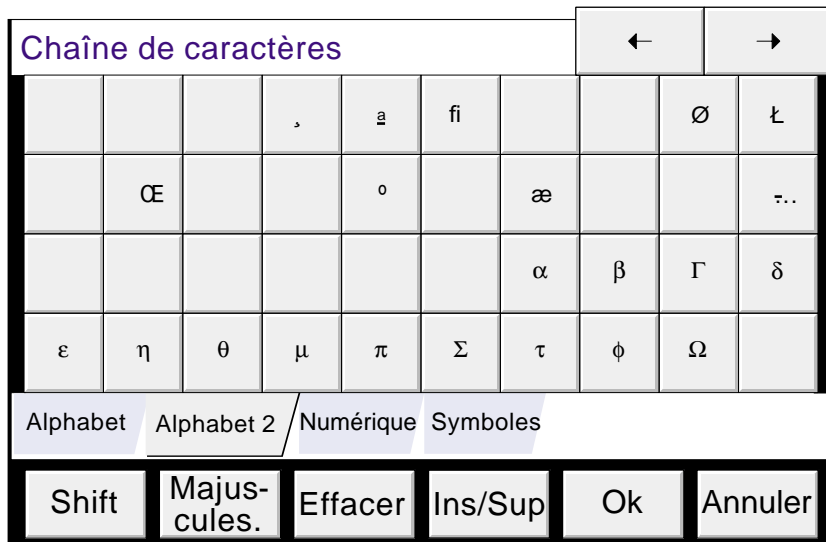 Chaîne de caractères ← →
¸ ª fi Ø Ł
Œ º æ -...
α β Γ δ
ε η θ μ π Σ τ ϕ Ω
Alphabet Alphabet 2 Numérique Symboles
Shift Majus-
cules. Effacer Ins/Sup Ok Annuler